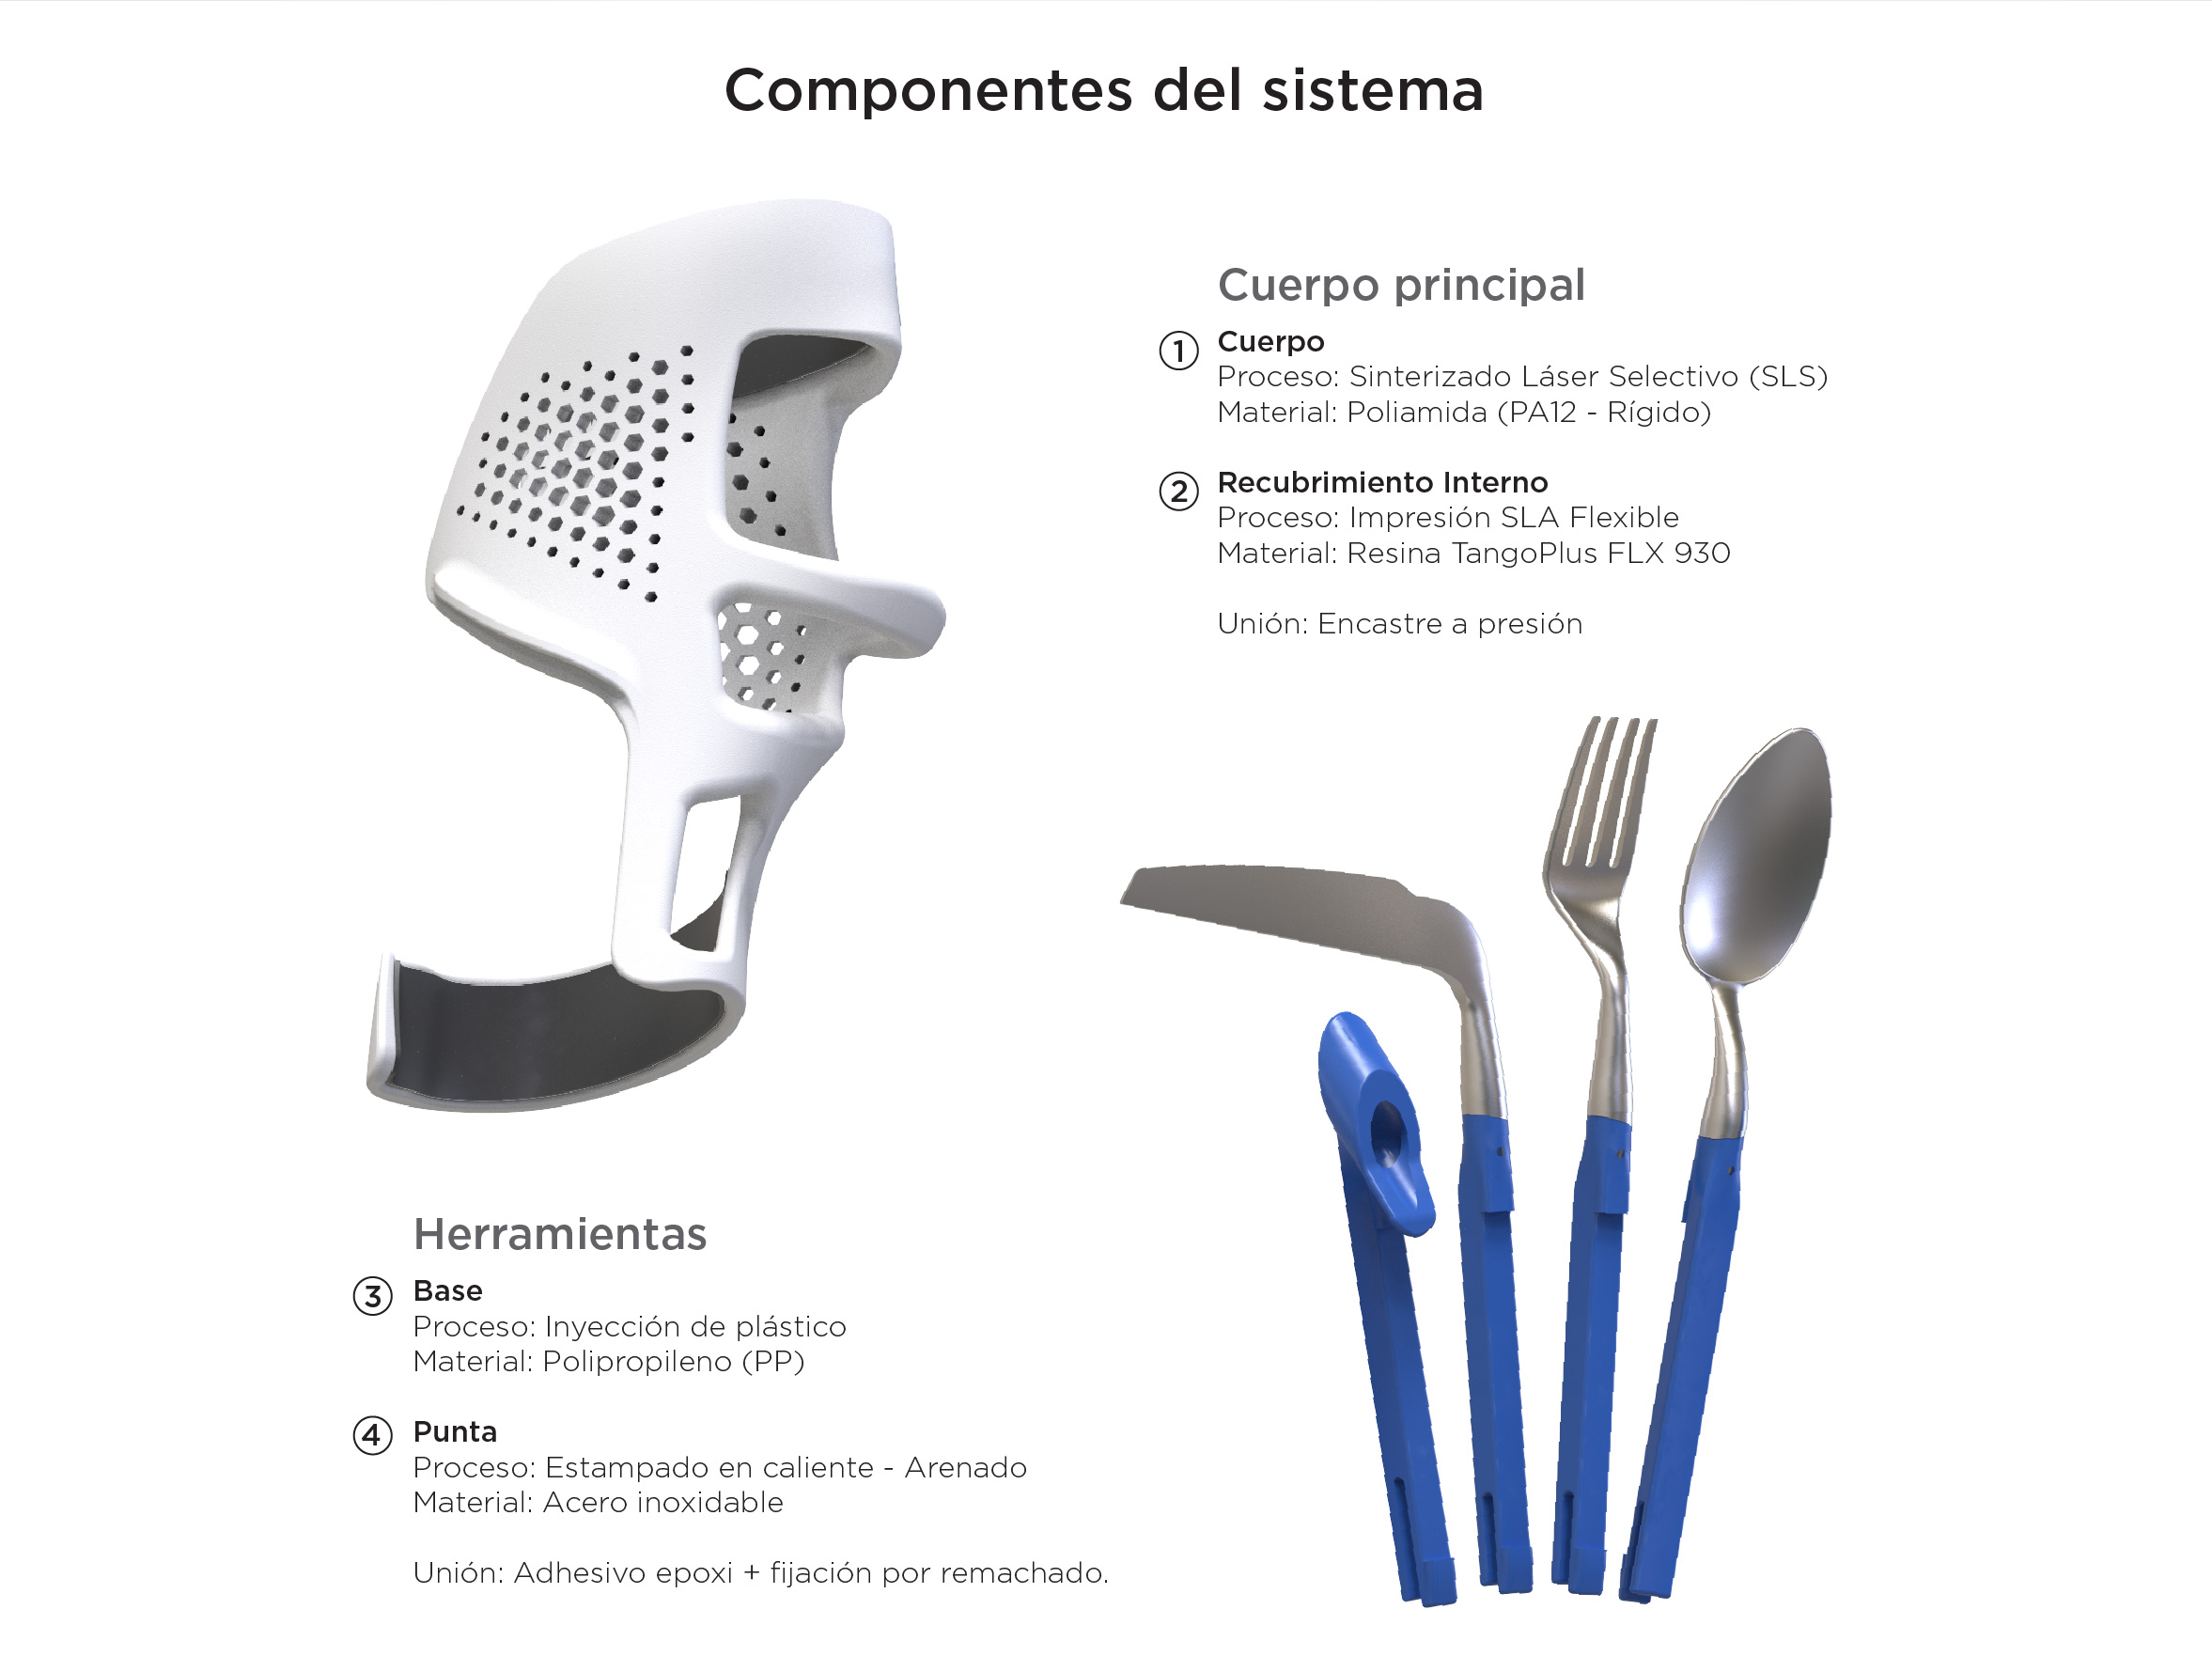 Componentes del sistema
Cuerpo principal
1 Cuerpo
Proceso: Sinterizado Láser Selectivo (SLS)
Material: Poliamida (PA12 - Rígido)
2 Recubrimiento Interno
Proceso: Impresión SLA Flexible
Material: Resina TangoPlus FLX 930
Unión: Encastre a presión
Herramientas
3 Base
Proceso: Inyección de plástico
Material: Polipropileno (PP)
4 Punta
Proceso: Estampado en caliente - Arenado
Material: Acero inoxidable
Unión: Adhesivo epoxi + fijación por remachado.